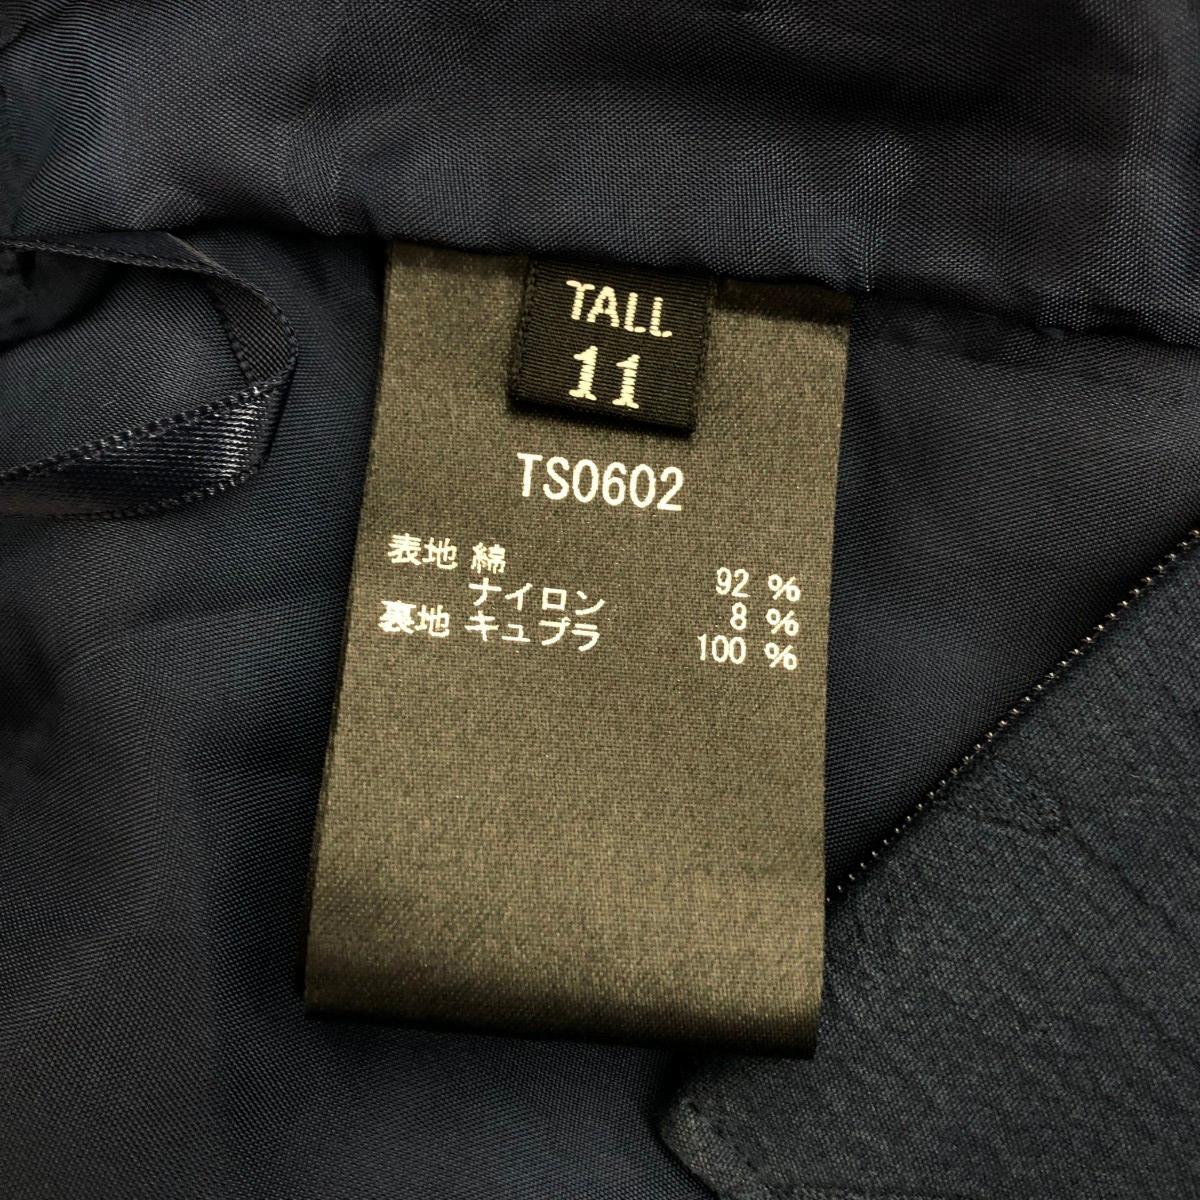 TALL
11
TS0602
表地 綿 92 %
ナイロン 8 %
裏地 キュプラ 100 %